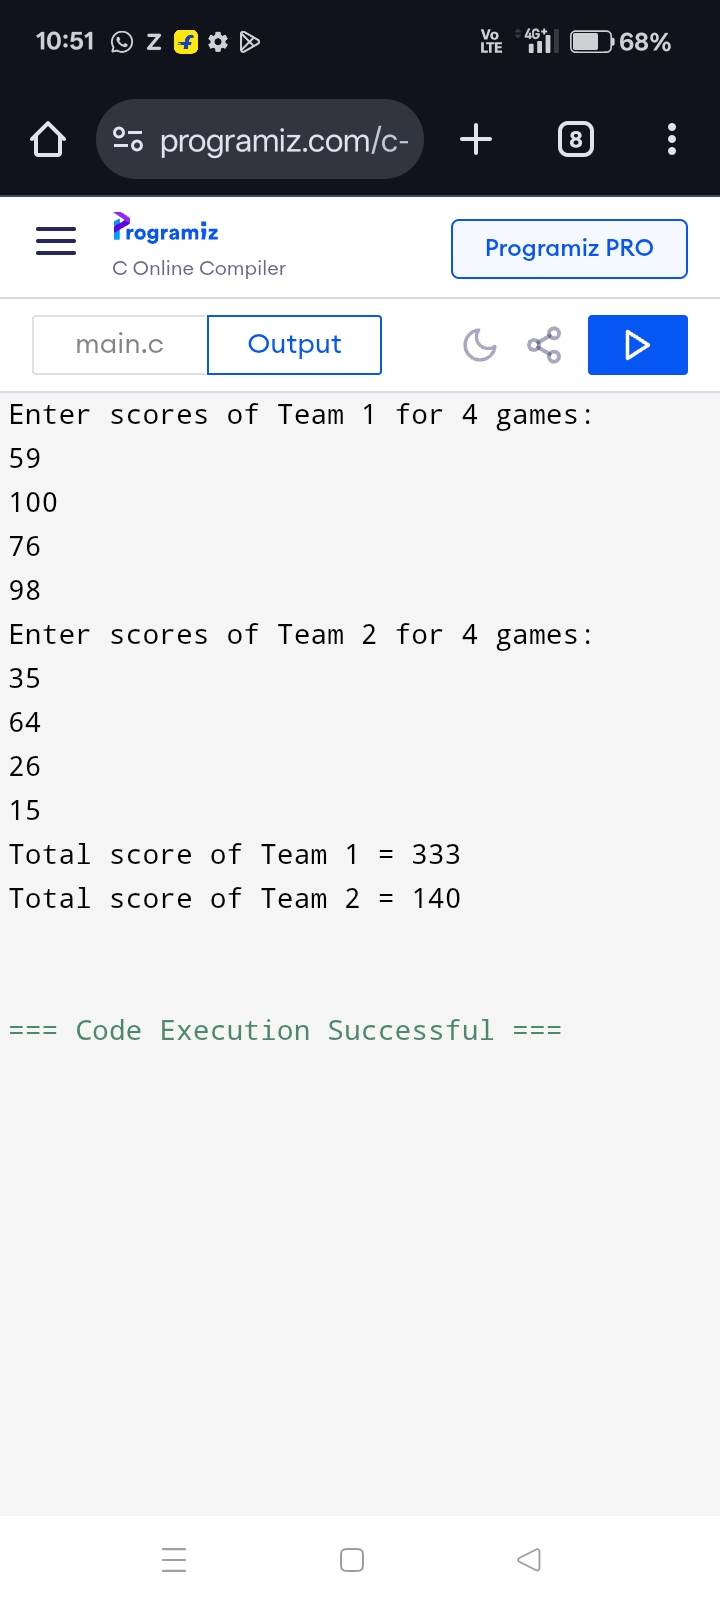 10:51 Z Vo LTE 4G+ 68%
programiz.com/c- 8
Programiz
C Online Compiler
Programiz PRO
main.c Output
Enter scores of Team 1 for 4 games:
59
100
76
98
Enter scores of Team 2 for 4 games:
35
64
26
15
Total score of Team 1 = 333
Total score of Team 2 = 140
=== Code Execution Successful ===